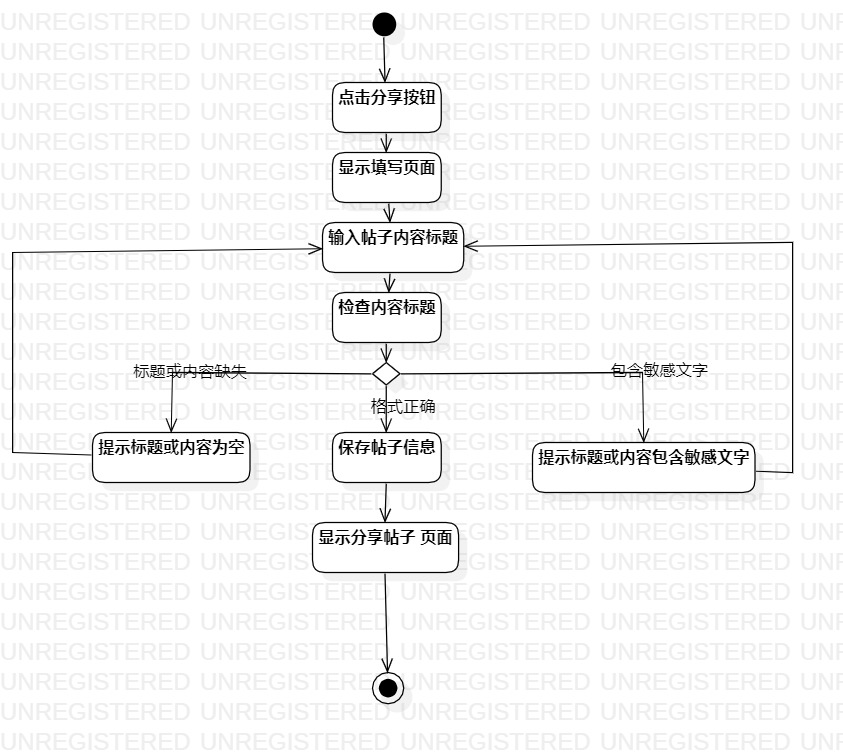 点击分享按钮
显示填写页面
输入帖子内容标题
检查内容标题
标题或内容缺失
包含敏感文字
格式正确
提示标题或内容为空
保存帖子信息
提示标题或内容包含敏感文字
显示分享帖子 页面
UNREGISTERED